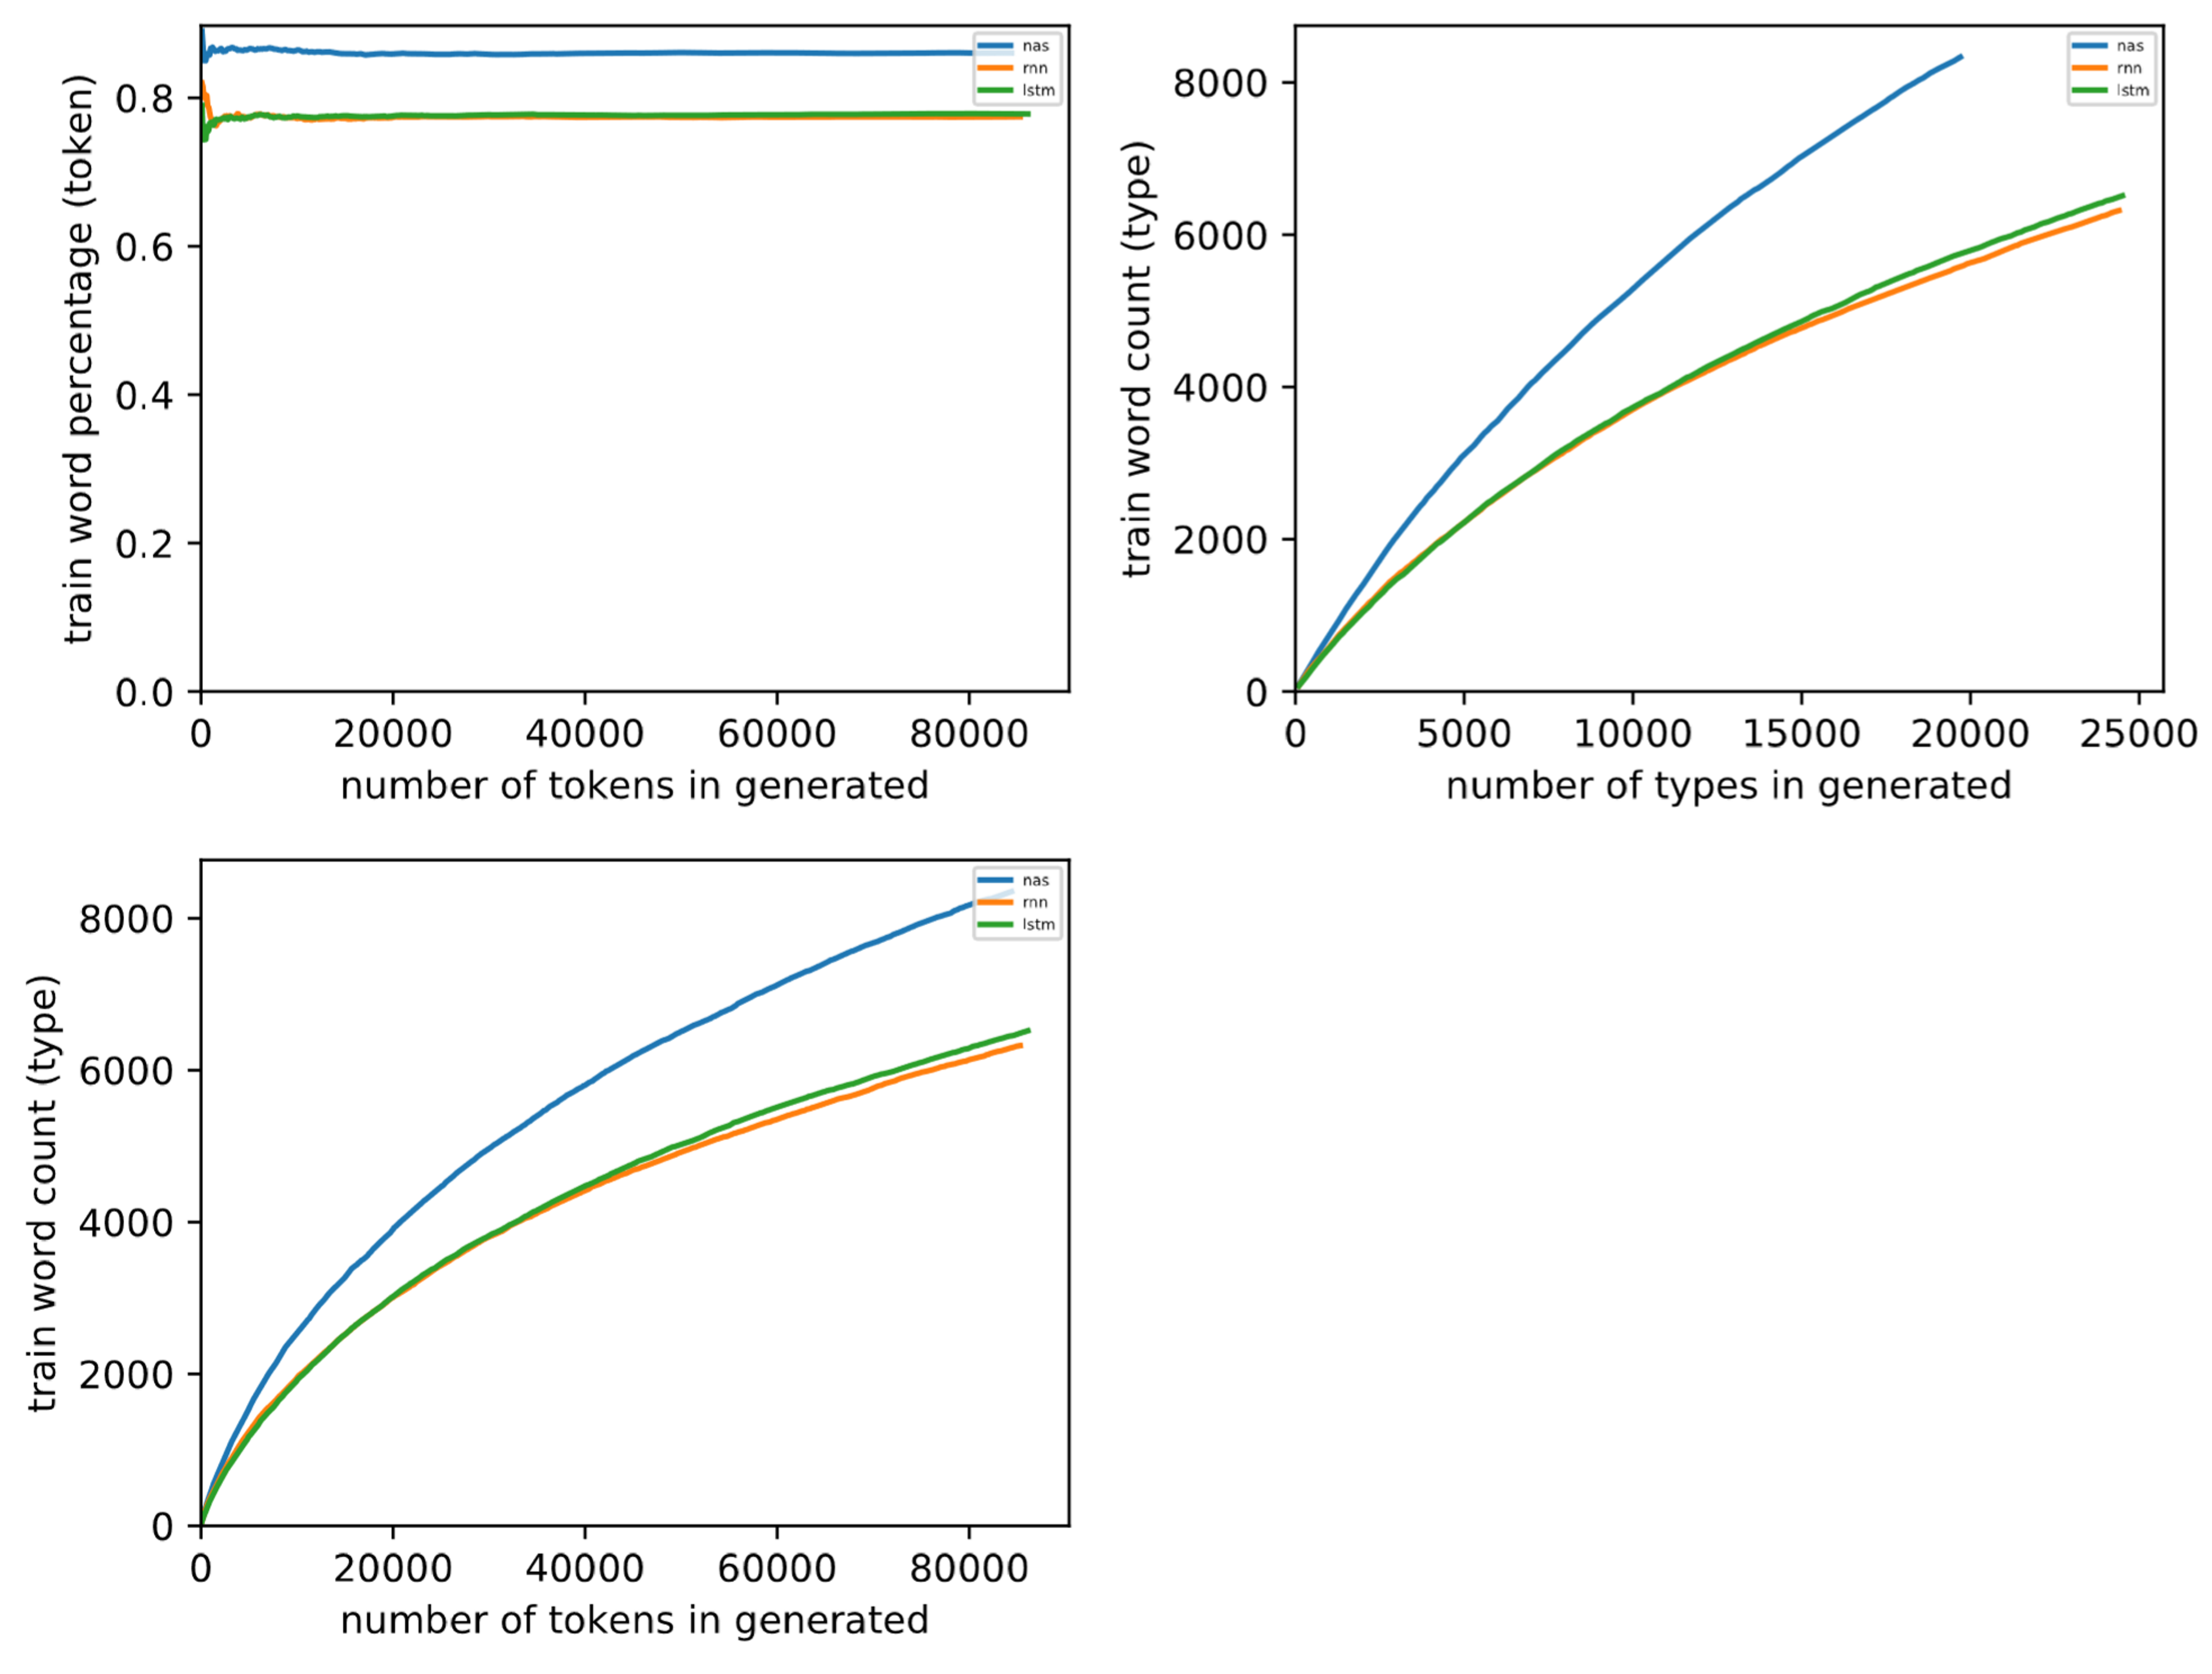 train word percentage (token)
0.8
0.6
0.4
0.2
0.0
0 20000 40000 60000 80000
number of tokens in generated
nas
rnn
lstm
train word count (type)
8000
6000
4000
2000
0
0 5000 10000 15000 20000 25000
number of types in generated
nas
rnn
lstm
train word count (type)
8000
6000
4000
2000
0
0 20000 40000 60000 80000
number of tokens in generated
nas
rnn
lstm